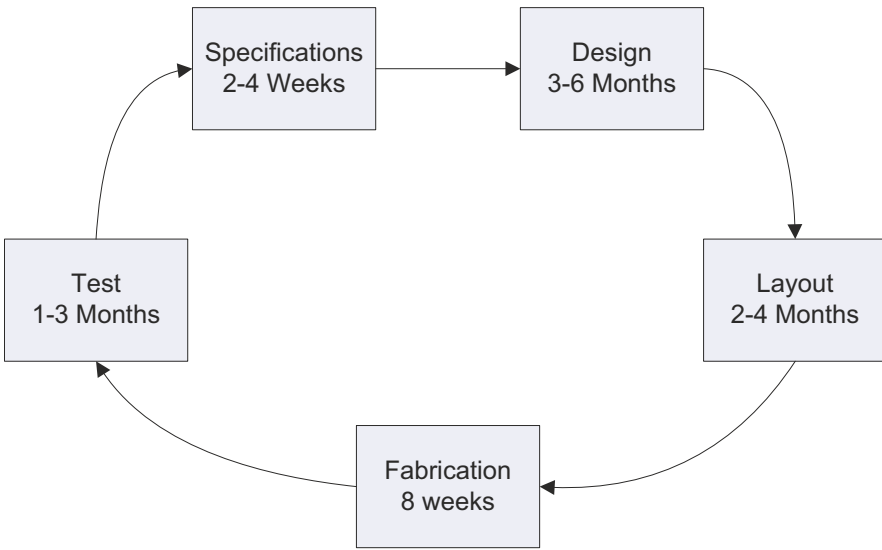 Specifications
2-4 Weeks
Design
3-6 Months
Layout
2-4 Months
Fabrication
8 weeks
Test
1-3 Months